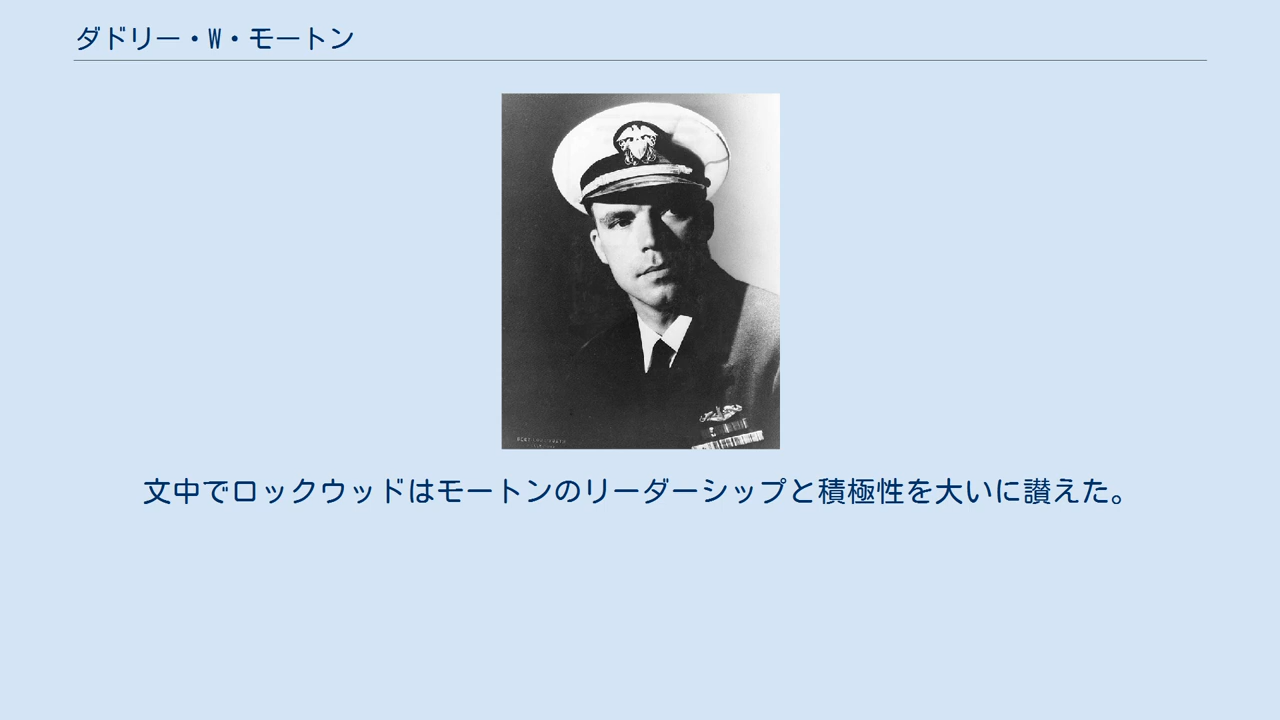 ダドリー・W・モートン
文中でロックウッドはモートンのリーダーシップと積極性を大いに讃えた。